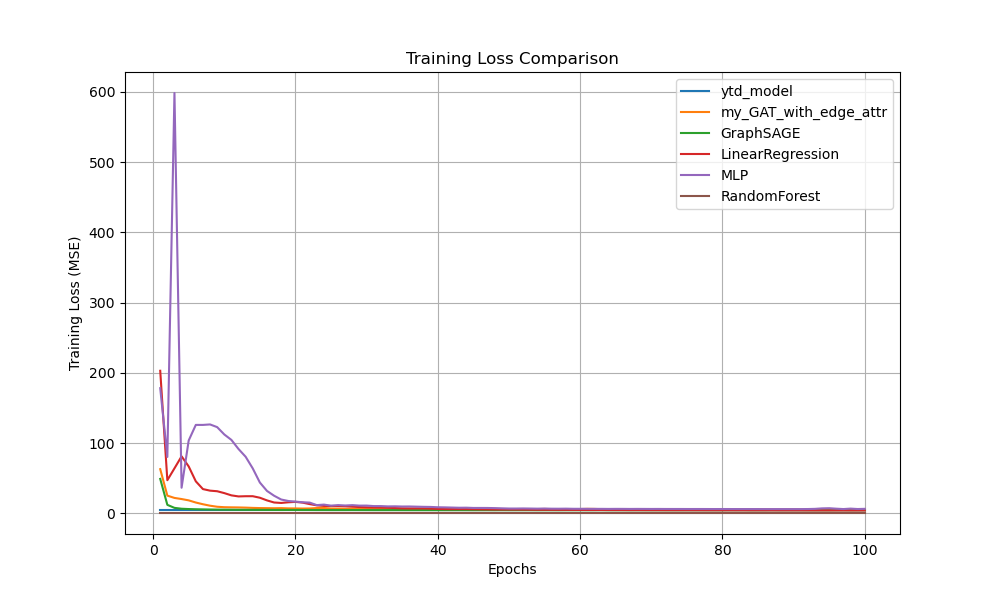 Training Loss Comparison
Training Loss (MSE)
600
500
400
300
200
100
0
0
20
40
60
80
100
Epochs
ytd_model
my_GAT_with_edge_attr
GraphSAGE
LinearRegression
MLP
RandomForest